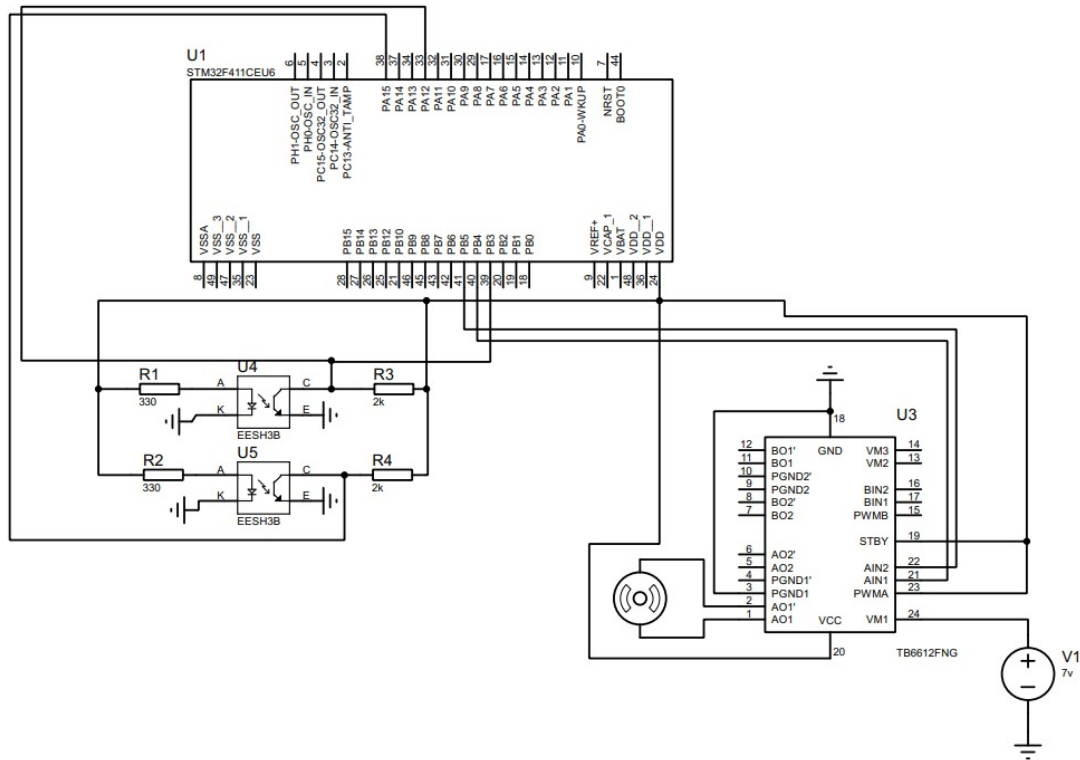 U1
STM32F411CEU6
6 5 4 3 2 38 37 34 33 32 31 30 29 17 16 15 14 13 12 11 10 7 44
PH1-OSC_OUT
PH0-OSC_IN
PC15-OSC32_OUT
PC14-OSC32_IN
PC13-ANTI_TAMP
PA15
PA14
PA13
PA12
PA11
PA10
PA9
PA8
PA7
PA6
PA5
PA4
PA3
PA2
PA1
PA0-WKUP
NRST
BOOT0
VSSA
VSS__3
VSS__2
VSS__1
VSS
PB15
PB14
PB13
PB12
PB10
PB9
PB8
PB7
PB6
PB5
PB4
PB3
PB2
PB1
PB0
VREF+
VCAP_1
VBAT
VDD__2
VDD__1
VDD
8 49 47 35 23 28 27 26 25 21 46 45 43 42 41 40 39 20 19 18 9 22 1 48 36 24
R1
330
U4
A C
K E
EESH3B
R3
2k
R2
330
U5
A C
K E
EESH3B
R4
2k
U3
18
12 BO1' GND VM3 14
11 BO1 VM2 13
10 PGND2'
9 PGND2 BIN2 16
8 BO2' BIN1 17
7 BO2 PWMB 15
STBY 19
6 AO2'
5 AO2 AIN2 22
4 PGND1' AIN1 21
3 PGND1 PWMA 23
2 AO1'
1 AO1 VCC VM1 24
20
TB6612FNG
V1
7v